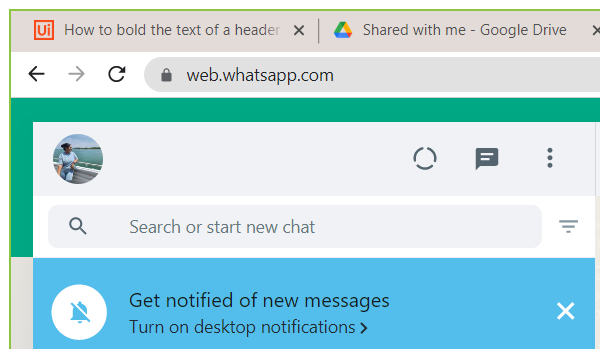 Ui How to bold the text of a header
Shared with me - Google Drive
web.whatsapp.com
Search or start new chat
Get notified of new messages
Turn on desktop notifications